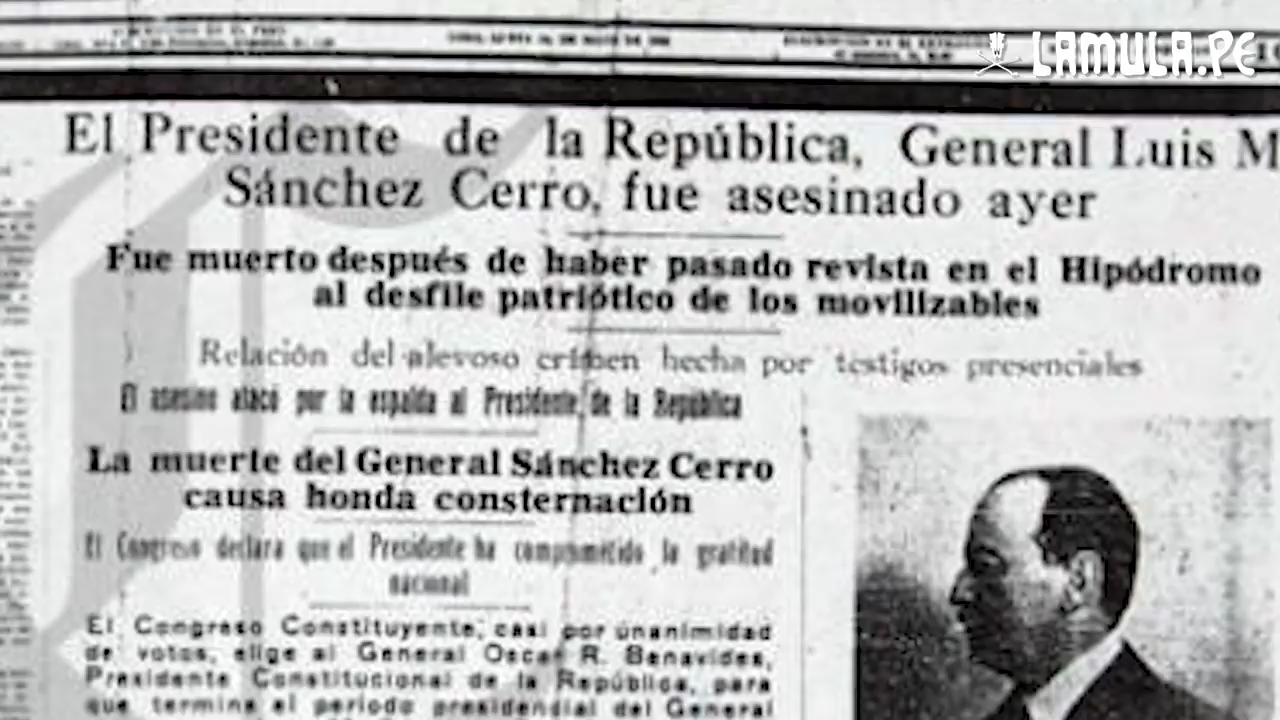 LAMULA.PE
El Presidente de la República, General Luis M
Sánchez Cerro, fue asesinado ayer
Fue muerto después de haber pasado revista en el Hipódromo
al desfile patriótico de los movilizables
Relación del alevoso crimen hecha por testigos presenciales
El asesino atacó por la espalda al Presidente de la República
La muerte del General Sánchez Cerro
causa honda consternación
El Congreso declara que el Presidente ha comprometido la gratitud
nacional
El Congreso Constituyente, casi por unanimidad
de votos, elige al General Oscar R. Benavides,
Presidente Constitucional de la República, para
que termine el período presidencial del General